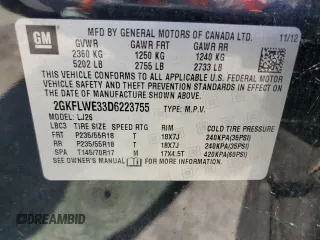 GM
MFD BY GENERAL MOTORS OF CANADA LTD.
11/12
GVWR GAWR FRT GAWR RR
2360 KG 1250 KG 1240 KG
5202 LB 2755 LB 2733 LB
THIS VEHICLE CONFORMS TO ALL APPLICABLE U.S. FEDERAL
MOTOR VEHICLE SAFETY AND THEFT PREVENTION
STANDARDS IN EFFECT ON THE
DATE OF MANUFACTURE SHOWN ABOVE.
2GKFLWE33D6223755 TYPE: M.P.V.
MODEL: LJ26
LBC3 TIRE SIZE SPEED RTG RIM COLD TIRE PRESSURE
FRT P235/55R18 T 18X7J 240KPA(35PSI)
RR P235/55R18 T 18X7J 240KPA(35PSI)
SPA T145/70R17 M 17X4.5T 420KPA(60PSI)
SEE OWNER'S MANUAL FOR MORE INFORMATION
DREAMBID